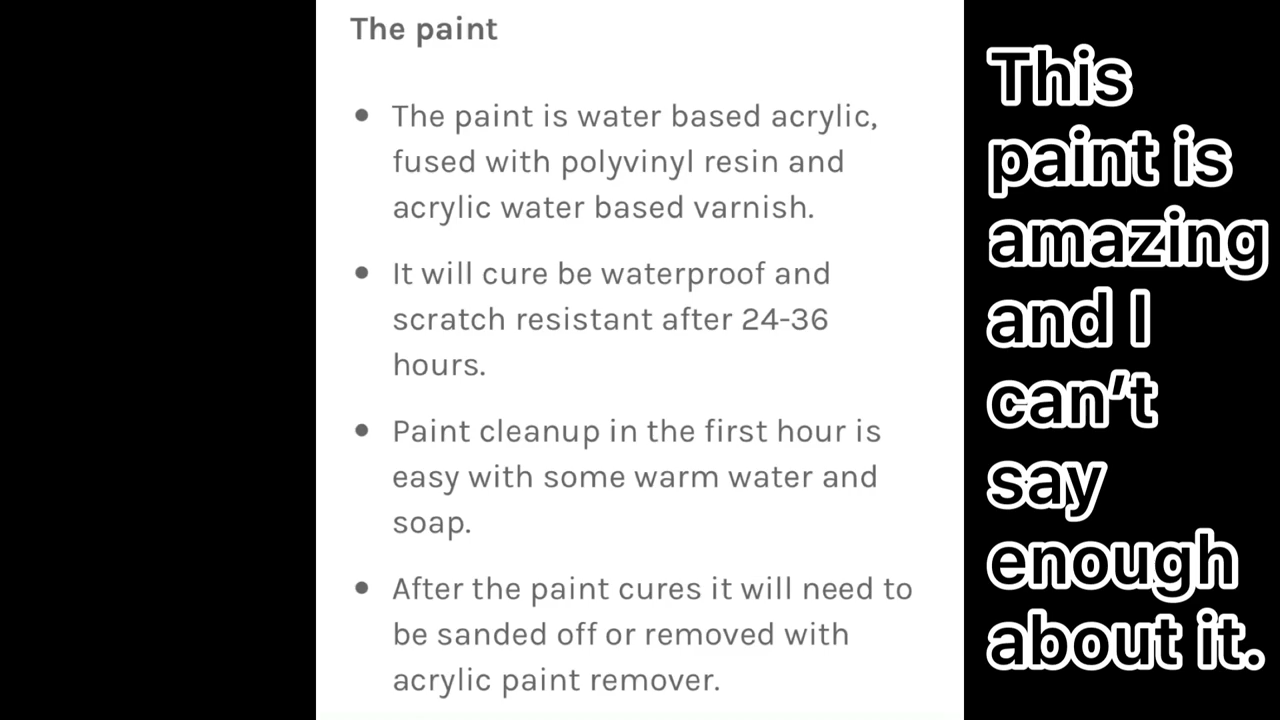 The paint
• The paint is water based acrylic,
fused with polyvinyl resin and
acrylic water based varnish.
• It will cure be waterproof and
scratch resistant after 24-36
hours.
• Paint cleanup in the first hour is
easy with some warm water and
soap.
• After the paint cures it will need to
be sanded off or removed with
acrylic paint remover.
This
paint is
amazing
and I
can’t
say
enough
about it.